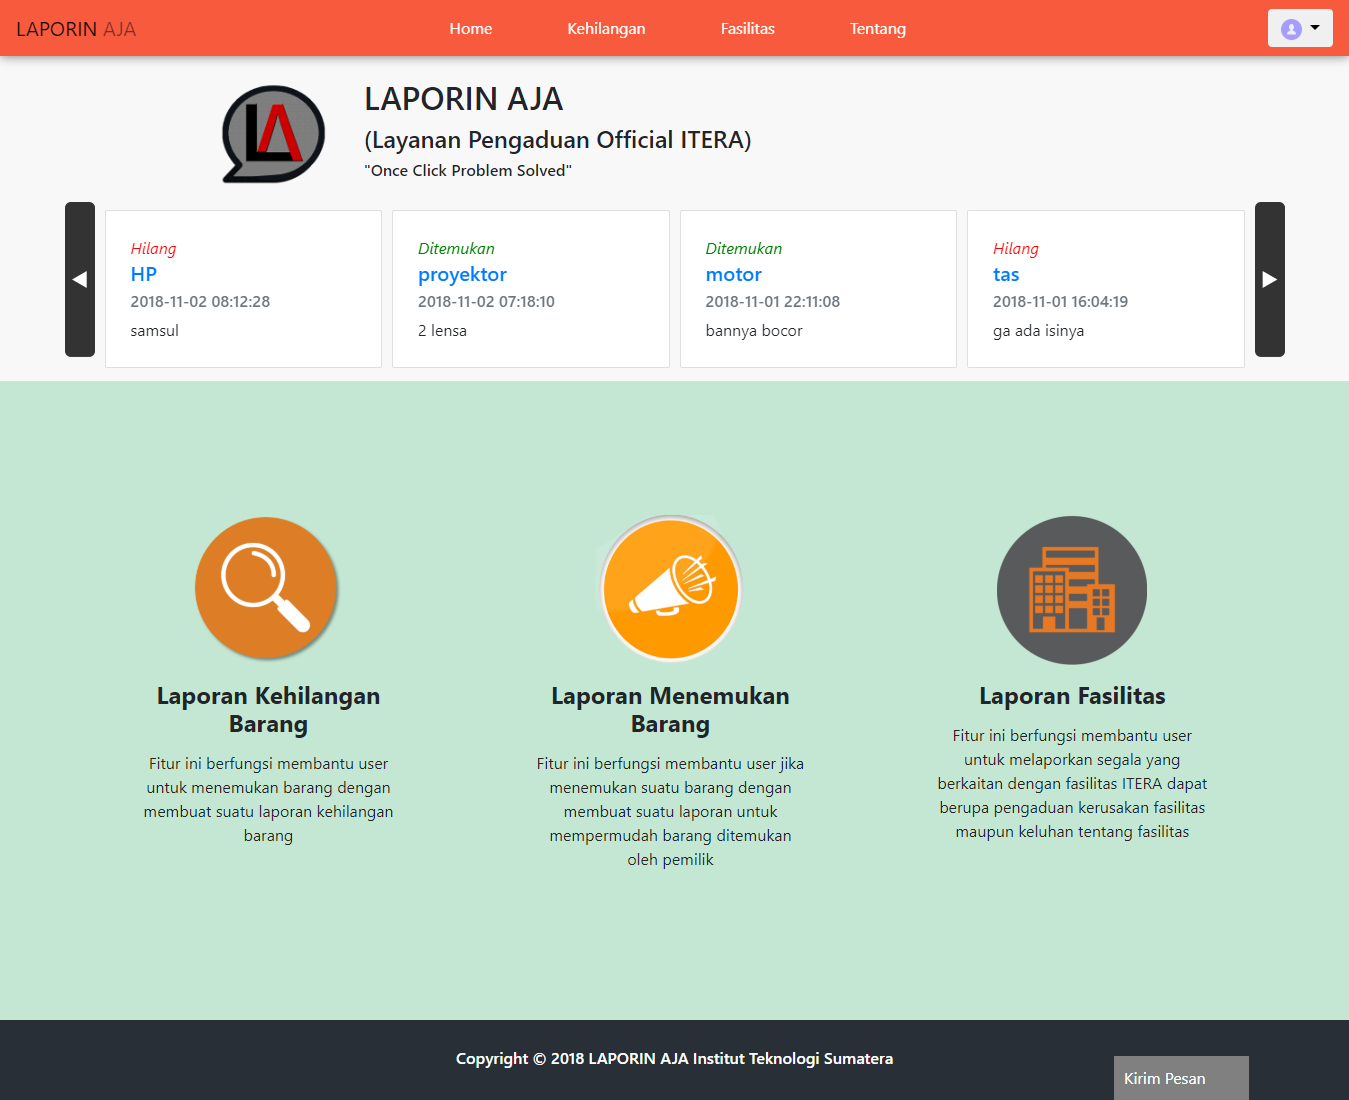 LAPORIN AJA
Home
Kehilangan
Fasilitas
Tentang
LA
LAPORIN AJA
(Layanan Pengaduan Official ITERA)
"Once Click Problem Solved"
Hilang
HP
2018-11-02 08:12:28
samsul
Ditemukan
proyektor
2018-11-02 07:18:10
2 lensa
Ditemukan
motor
2018-11-01 22:11:08
bannya bocor
Hilang
tas
2018-11-01 16:04:19
ga ada isinya
Laporan Kehilangan
Barang
Fitur ini berfungsi membantu user
untuk menemukan barang dengan
membuat suatu laporan kehilangan
barang
Laporan Menemukan
Barang
Fitur ini berfungsi membantu user jika
menemukan suatu barang dengan
membuat suatu laporan untuk
mempermudah barang ditemukan
oleh pemilik
Laporan Fasilitas
Fitur ini berfungsi membantu user
untuk melaporkan segala yang
berkaitan dengan fasilitas ITERA dapat
berupa pengaduan kerusakan fasilitas
maupun keluhan tentang fasilitas
Copyright © 2018 LAPORIN AJA Institut Teknologi Sumatera
Kirim Pesan